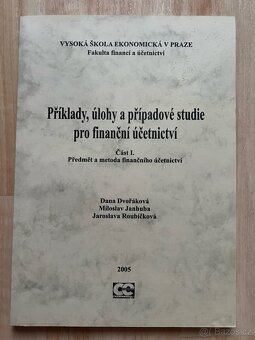 VYSOKÁ ŠKOLA EKONOMICKÁ V PRAZE
Fakulta financí a účetnictví
Příklady, úlohy a případové studie
pro finanční účetnictví
Část I.
Předmět a metoda finančního účetnictví
Dana Dvořáková
Miloslav Janhuba
Jaroslava Roubíčková
2005